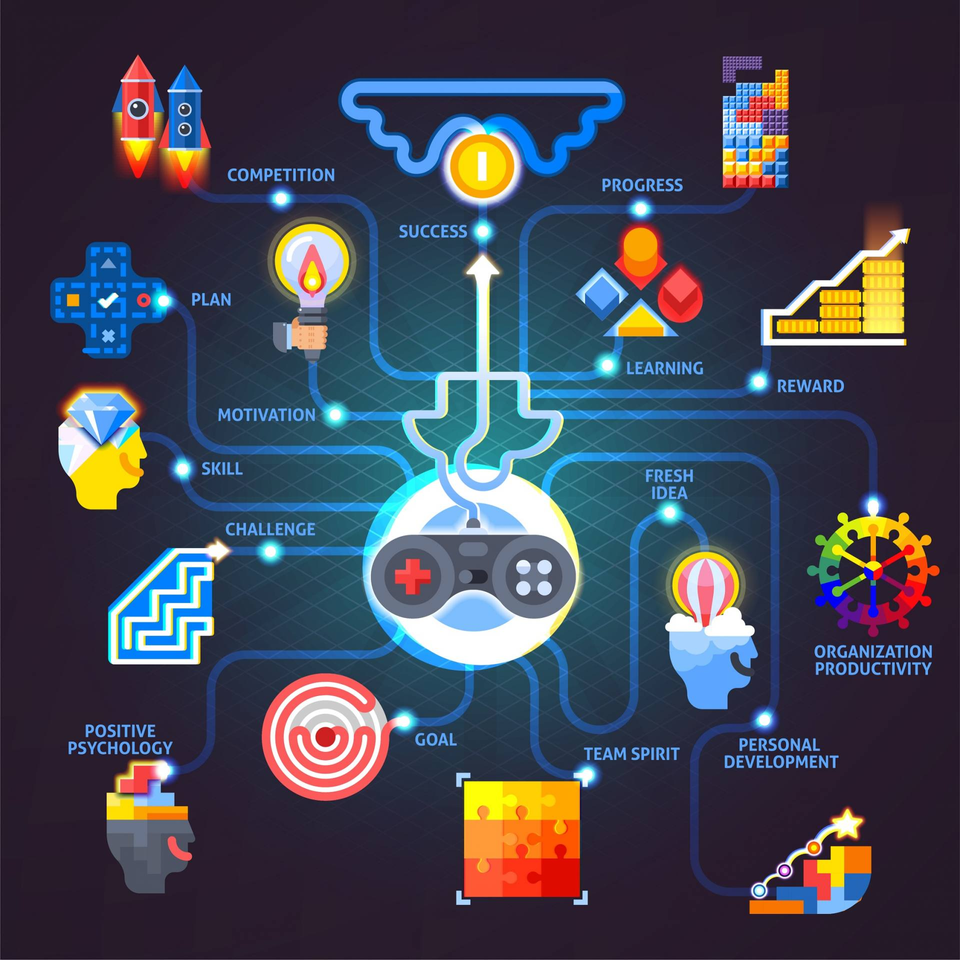 COMPETITION
PROGRESS
SUCCESS
PLAN
LEARNING
REWARD
MOTIVATION
SKILL
FRESH
IDEA
CHALLENGE
ORGANIZATION
PRODUCTIVITY
POSITIVE
PSYCHOLOGY
GOAL
TEAM SPIRIT
PERSONAL
DEVELOPMENT